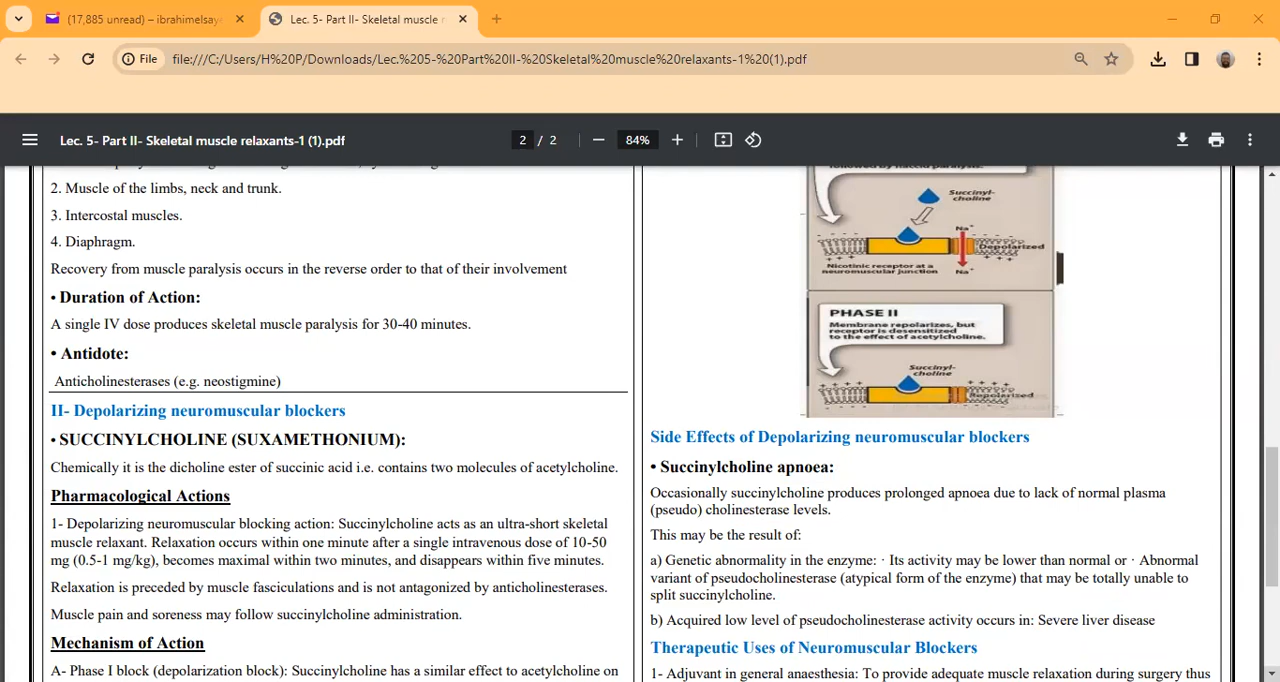 (17,885 unread) – ibrahimelsay
Lec. 5- Part II- Skeletal muscle r
File
file:///C:/Users/H%20P/Downloads/Lec.%205-%20Part%20II-%20Skeletal%20muscle%20relaxants-1%20(1).pdf
Lec. 5- Part II- Skeletal muscle relaxants-1 (1).pdf
2 / 2
84%
2. Muscle of the limbs, neck and trunk.
3. Intercostal muscles.
4. Diaphragm.
Recovery from muscle paralysis occurs in the reverse order to that of their involvement
• Duration of Action:
A single IV dose produces skeletal muscle paralysis for 30-40 minutes.
• Antidote:
Anticholinesterases (e.g. neostigmine)
II- Depolarizing neuromuscular blockers
• SUCCINYLCHOLINE (SUXAMETHONIUM):
Chemically it is the dicholine ester of succinic acid i.e. contains two molecules of acetylcholine.
Pharmacological Actions
1- Depolarizing neuromuscular blocking action: Succinylcholine acts as an ultra-short skeletal
muscle relaxant. Relaxation occurs within one minute after a single intravenous dose of 10-50
mg (0.5-1 mg/kg), becomes maximal within two minutes, and disappears within five minutes.
Relaxation is preceded by muscle fasciculations and is not antagonized by anticholinesterases.
Muscle pain and soreness may follow succinylcholine administration.
Mechanism of Action
A- Phase I block (depolarization block): Succinylcholine has a similar effect to acetylcholine on
followed by flaccid paralysis.
Succinyl-
choline
Na+
Depolarized
+ + +
Nicotinic receptor at a
neuromuscular junction
Na+
PHASE II
Membrane repolarizes, but
receptor is desensitized
to the effect of acetylcholine.
Succinyl-
choline
+ + + +
+ + + +
Repolarized
Side Effects of Depolarizing neuromuscular blockers
• Succinylcholine apnoea:
Occasionally succinylcholine produces prolonged apnoea due to lack of normal plasma
(pseudo) cholinesterase levels.
This may be the result of:
a) Genetic abnormality in the enzyme: · Its activity may be lower than normal or · Abnormal
variant of pseudocholinesterase (atypical form of the enzyme) that may be totally unable to
split succinylcholine.
b) Acquired low level of pseudocholinesterase activity occurs in: Severe liver disease
Therapeutic Uses of Neuromuscular Blockers
1- Adjuvant in general anaesthesia: To provide adequate muscle relaxation during surgery thus